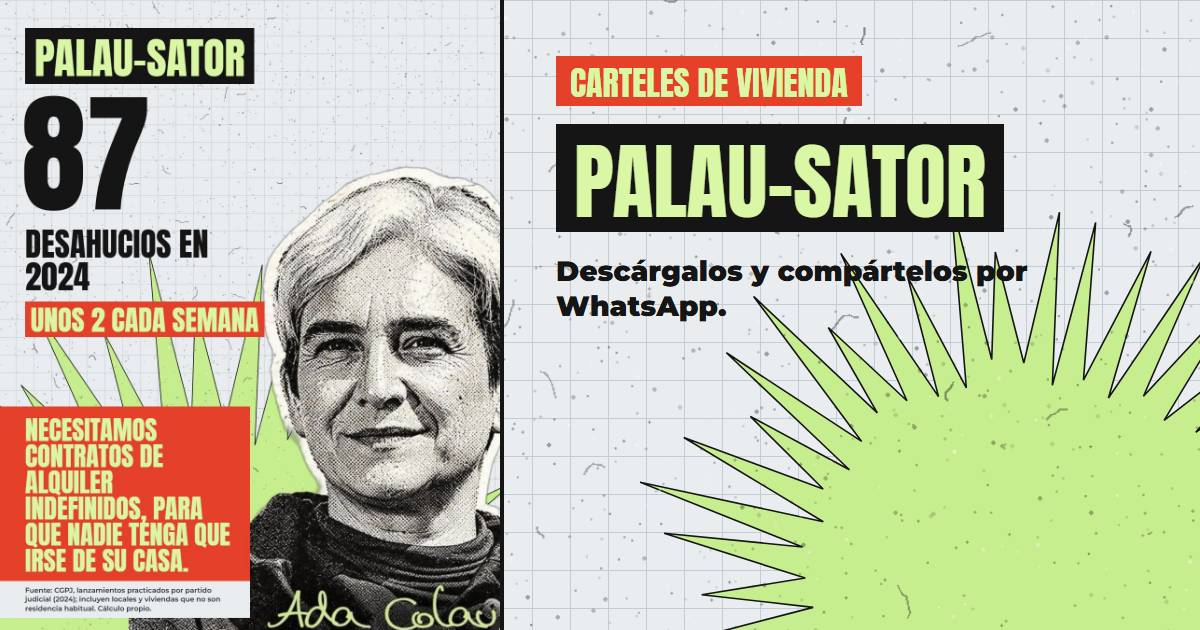 PALAU-SATOR
87
DESAHUCIOS EN
2024
UNOS 2 CADA SEMANA
NECESITAMOS
CONTRATOS DE
ALQUILER
INDEFINIDOS, PARA
QUE NADIE TENGA QUE
IRSE DE SU CASA.
Fuente: CGPJ, lanzamientos practicados por partido
judicial (2024); incluyen locales y viviendas que no son
residencia habitual. Cálculo propio.
Ada Colau
CARTELES DE VIVIENDA
PALAU-SATOR
Descárgalos y compártelos por
WhatsApp.